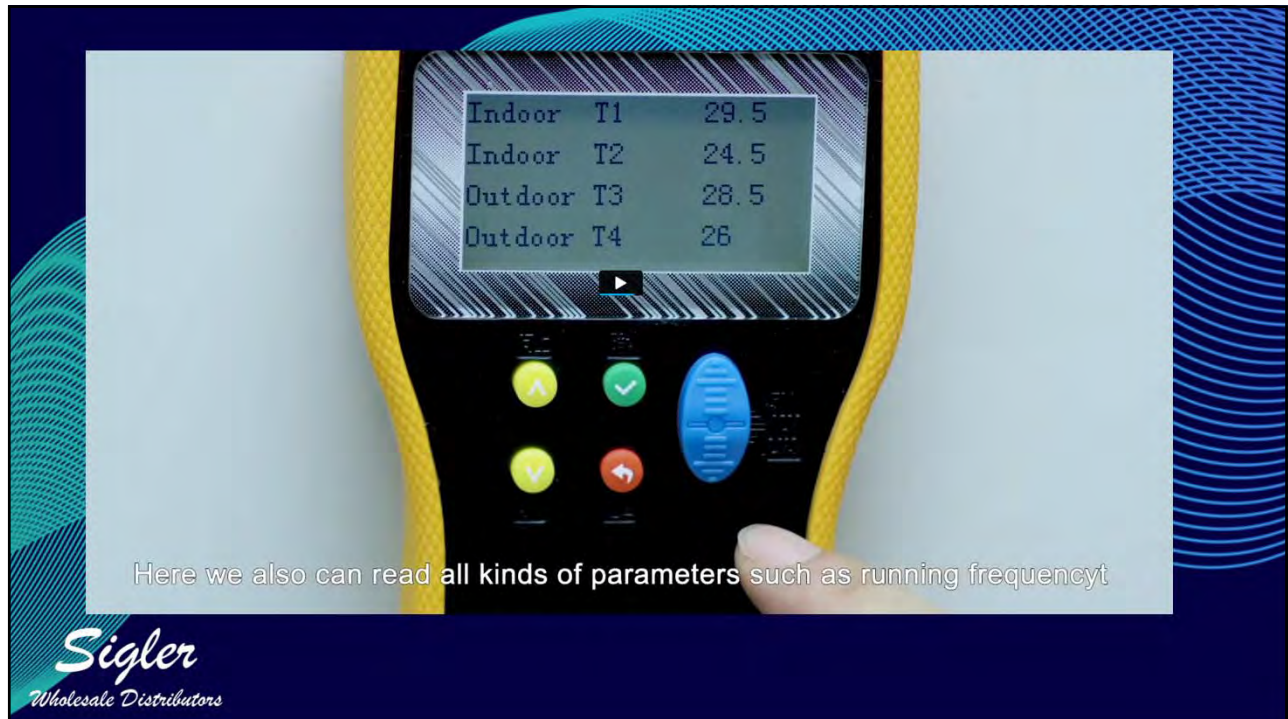 Indoor T1 29.5
Indoor T2 24.5
Outdoor T3 28.5
Outdoor T4 26
Here we also can read all kinds of parameters such as running frequencyt
Sigler
Wholesale Distributors